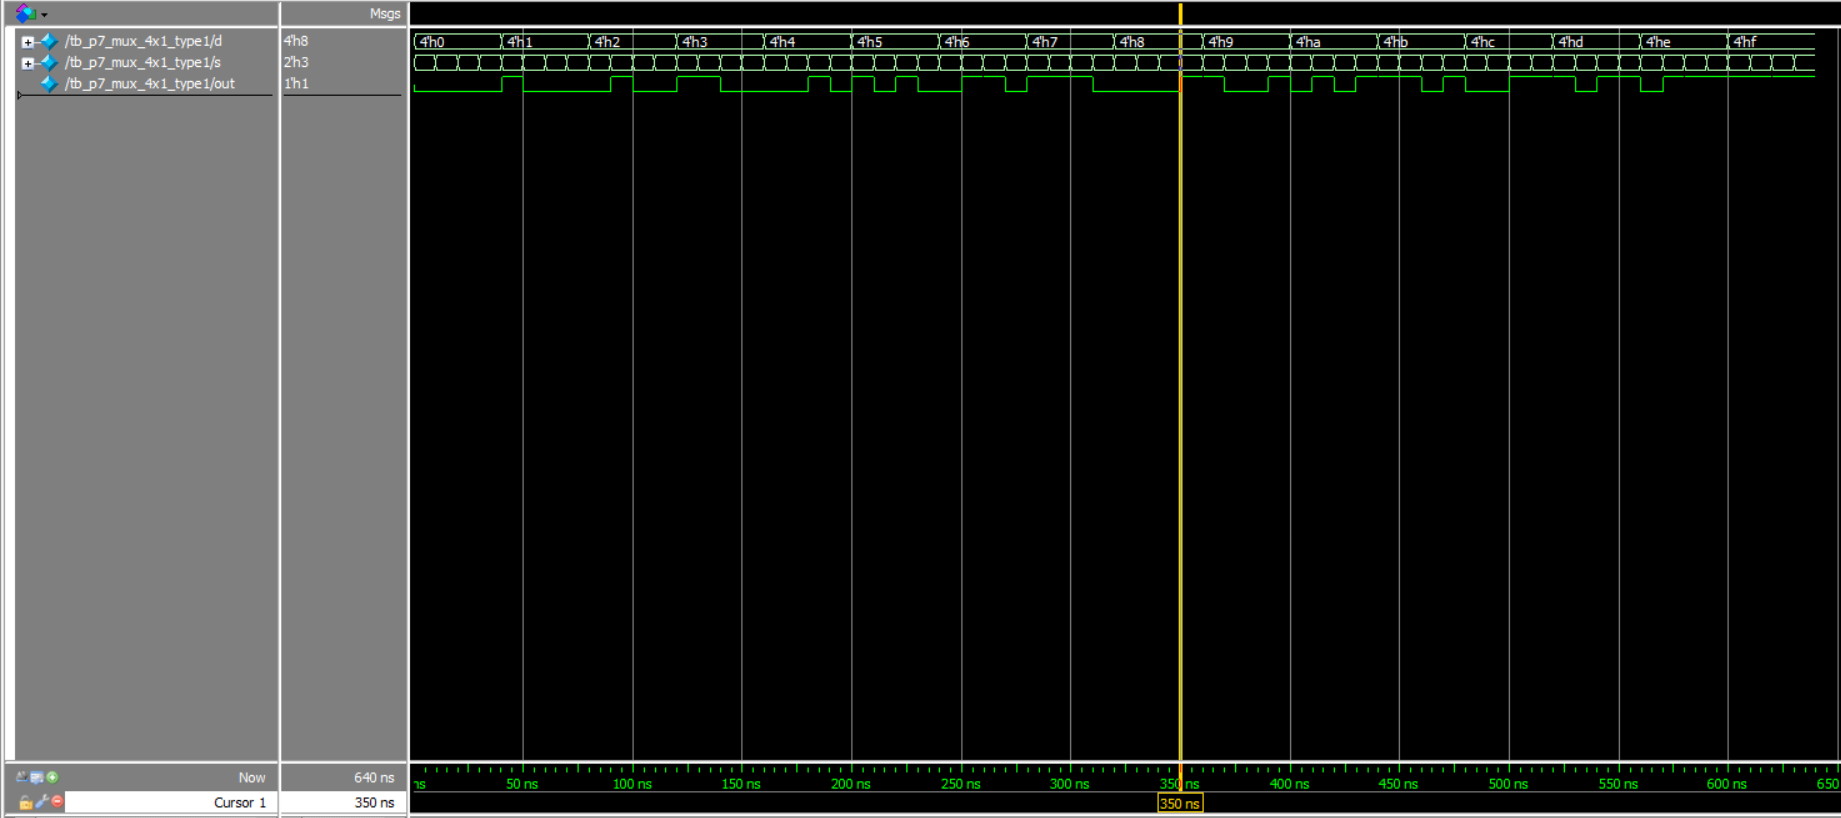 Msgs
/tb_p7_mux_4x1_type1/d 4'h8 4'h0 4'h1 4'h2 4'h3 4'h4 4'h5 4'h6 4'h7 4'h8 4'h9 4'ha 4'hb 4'hc 4'hd 4'he 4'hf
/tb_p7_mux_4x1_type1/s 2'h3
/tb_p7_mux_4x1_type1/out 1'h1
Now 640 ns ns 50 ns 100 ns 150 ns 200 ns 250 ns 300 ns 350 ns 400 ns 450 ns 500 ns 550 ns 600 ns 650
Cursor 1 350 ns 350 ns